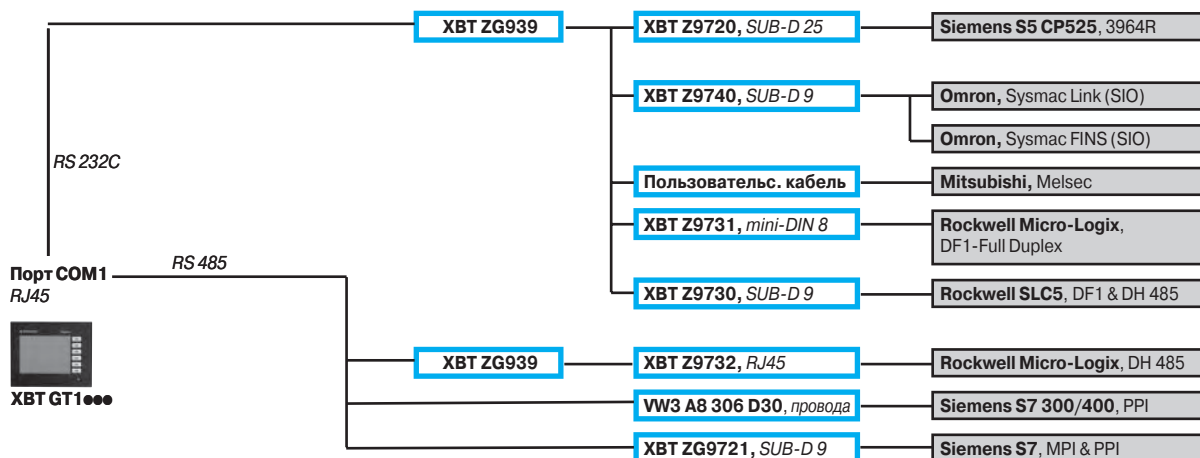 XBT ZG939
XBT Z9720, SUB-D 25
Siemens S5 CP525, 3964R
XBT Z9740, SUB-D 9
Omron, Sysmac Link (SIO)
Omron, Sysmac FINS (SIO)
RS 232C
Пользовательс. кабель
Mitsubishi, Melsec
XBT Z9731, mini-DIN 8
Rockwell Micro-Logix,
DF1-Full Duplex
Порт COM1
RJ45
RS 485
XBT Z9730, SUB-D 9
Rockwell SLC5, DF1 & DH 485
XBT ZG939
XBT Z9732, RJ45
Rockwell Micro-Logix, DH 485
XBT GT1●●●
VW3 A8 306 D30, провода
Siemens S7 300/400, PPI
XBT ZG9721, SUB-D 9
Siemens S7, MPI & PPI